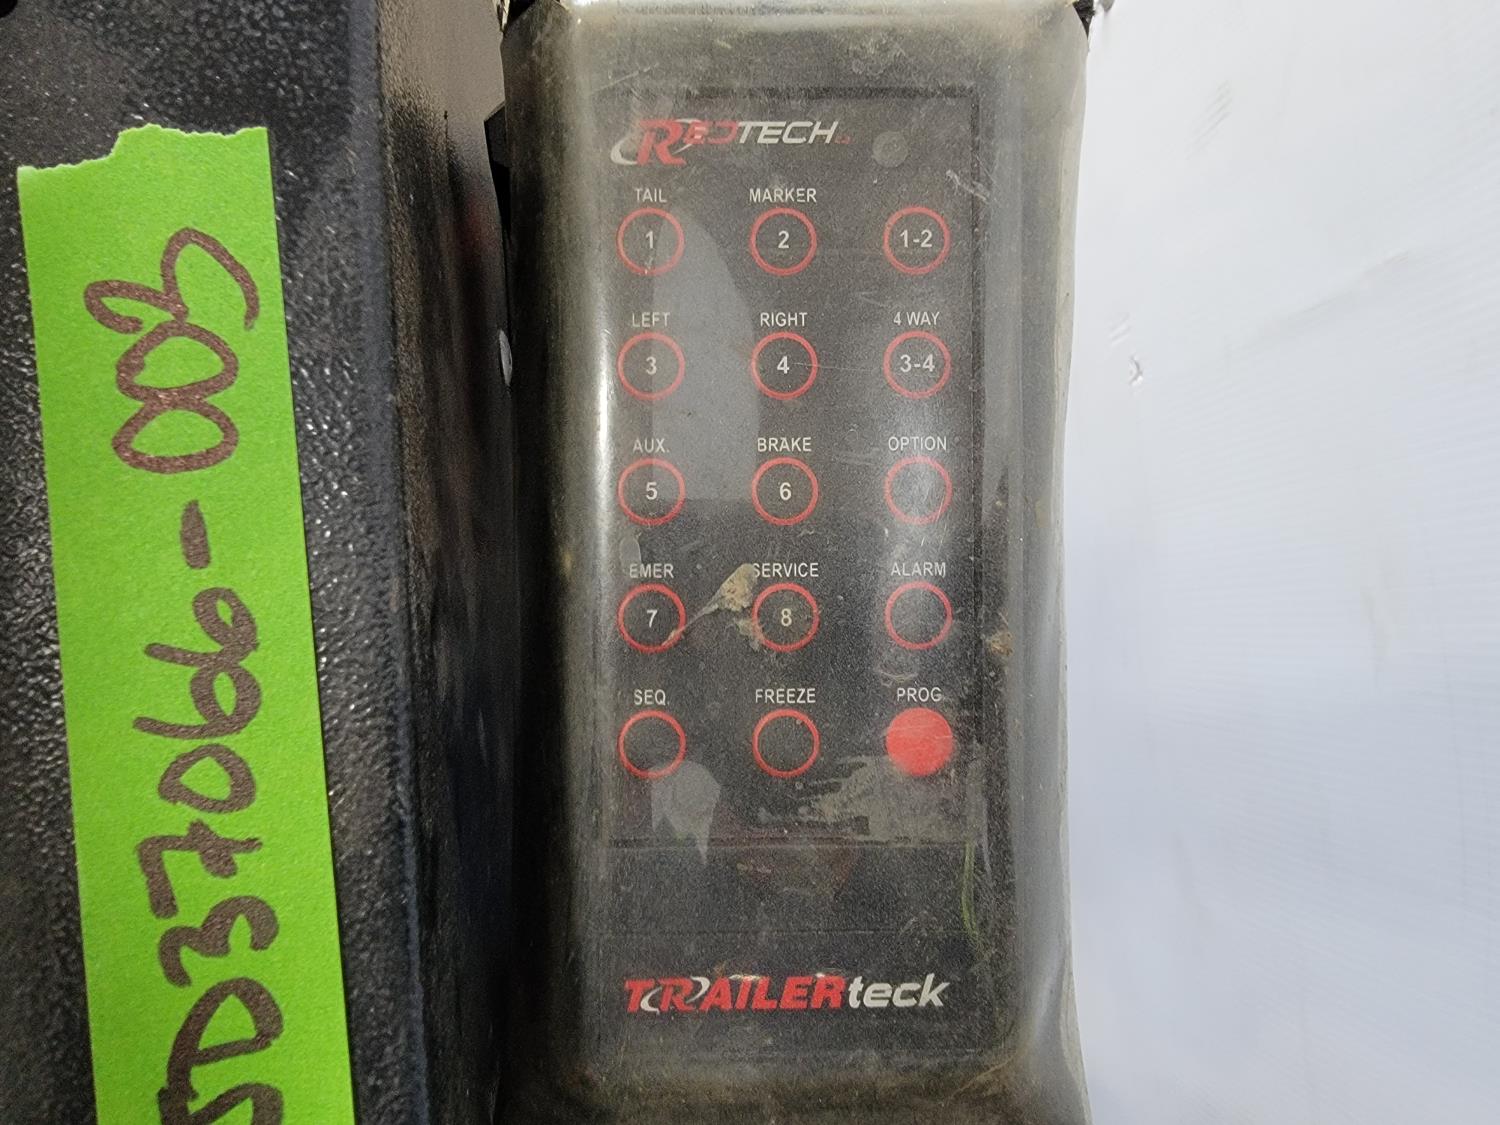 D37066-003
REDTECH
TAIL MARKER
1 2 1-2
LEFT RIGHT 4 WAY
3 4 3-4
AUX. BRAKE OPTION
5 6
EMER SERVICE ALARM
7 8
SEQ. FREEZE PROG
TRAILERteck